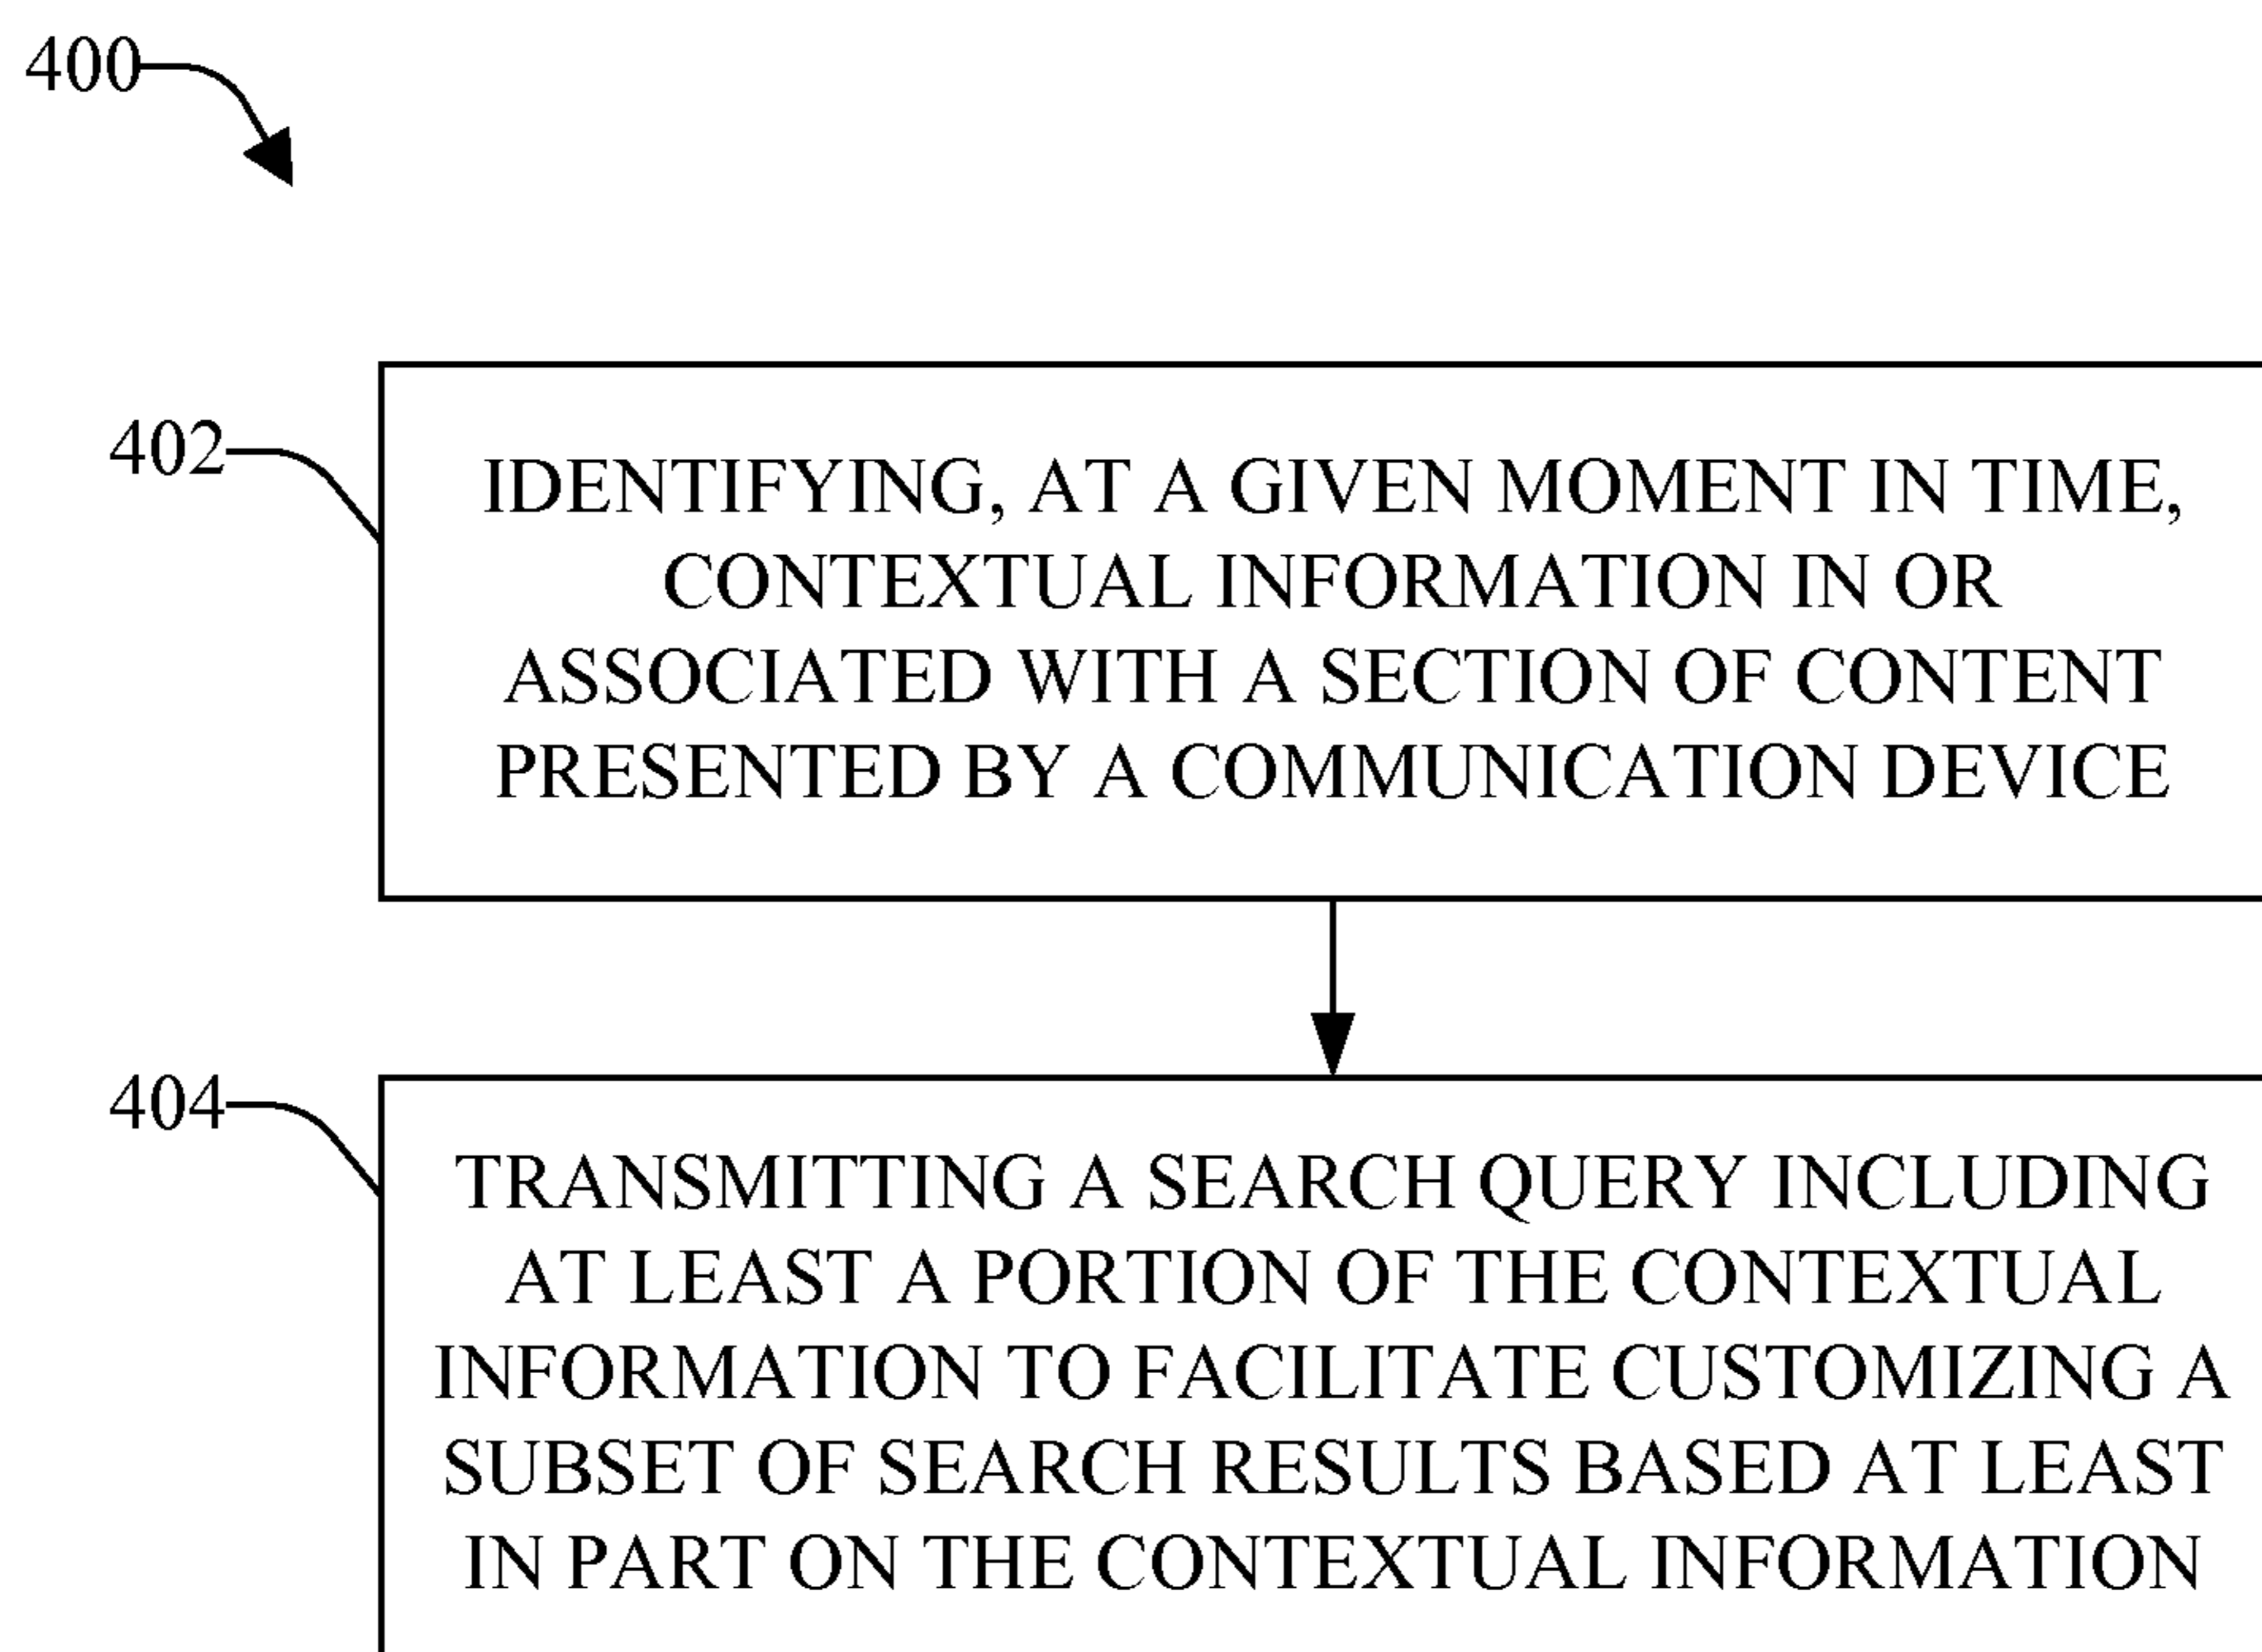 400
402
IDENTIFYING, AT A GIVEN MOMENT IN TIME,
CONTEXTUAL INFORMATION IN OR
ASSOCIATED WITH A SECTION OF CONTENT
PRESENTED BY A COMMUNICATION DEVICE
404
TRANSMITTING A SEARCH QUERY INCLUDING
AT LEAST A PORTION OF THE CONTEXTUAL
INFORMATION TO FACILITATE CUSTOMIZING A
SUBSET OF SEARCH RESULTS BASED AT LEAST
IN PART ON THE CONTEXTUAL INFORMATION